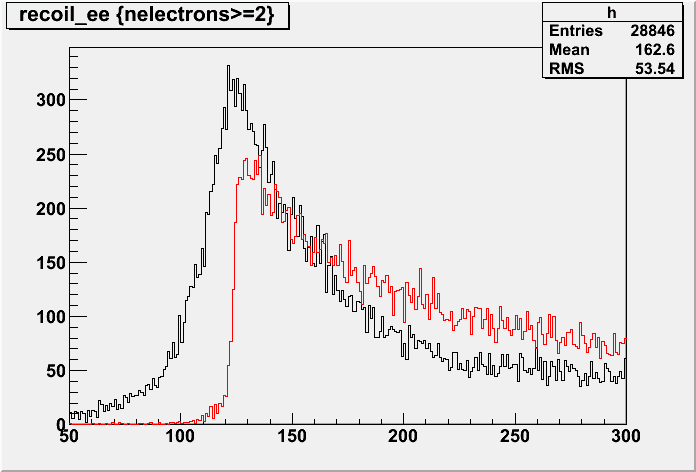 recoil_ee {nelectrons>=2}
h
Entries 28846
Mean 162.6
RMS 53.54
300
250
200
150
100
50
0
50 100 150 200 250 300